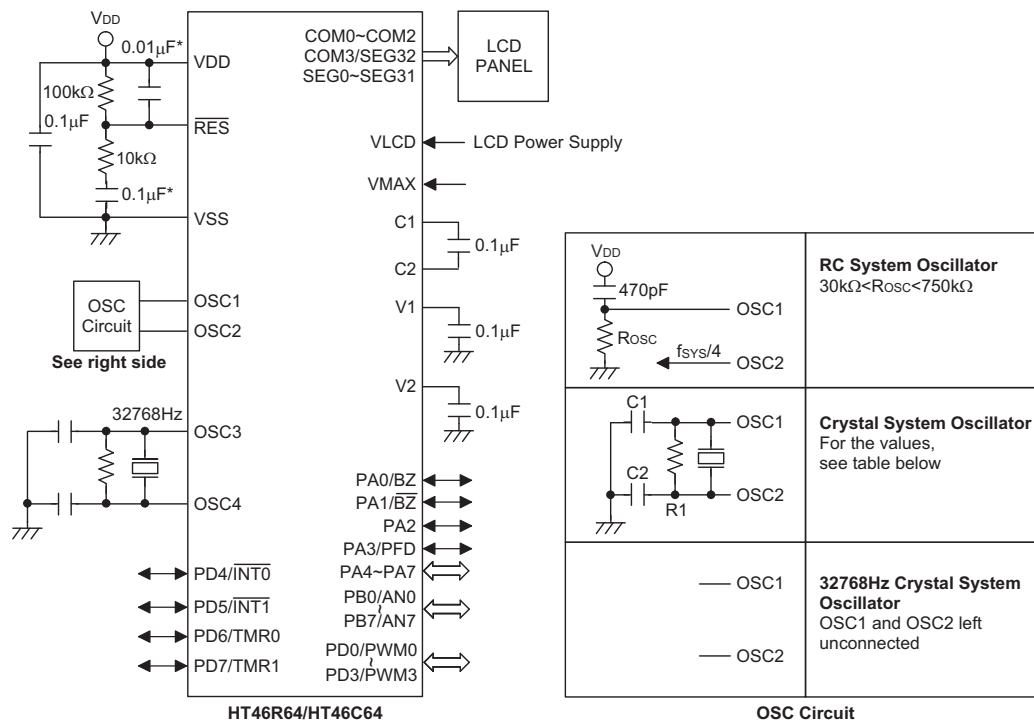 VDD
0.01μF*
VDD
100kΩ
0.1μF
RES
10kΩ
0.1μF*
VSS
OSC
Circuit
OSC1
OSC2
See right side
32768Hz
OSC3
OSC4
PD4/INT0
PD5/INT1
PD6/TMR0
PD7/TMR1
COM0~COM2
COM3/SEG32
SEG0~SEG31
LCD
PANEL
VLCD
LCD Power Supply
VMAX
C1
0.1μF
C2
V1
0.1μF
V2
0.1μF
PA0/BZ
PA1/BZ
PA2
PA3/PFD
PA4~PA7
PB0/AN0
~
PB7/AN7
PD0/PWM0
~
PD3/PWM3
HT46R64/HT46C64
VDD
470pF
OSC1
ROSC
fSYS/4
OSC2
RC System Oscillator
30kΩ<ROSC<750kΩ
C1
OSC1
C2
OSC2
R1
Crystal System Oscillator
For the values,
see table below
OSC1
OSC2
32768Hz Crystal System
Oscillator
OSC1 and OSC2 left
unconnected
OSC Circuit